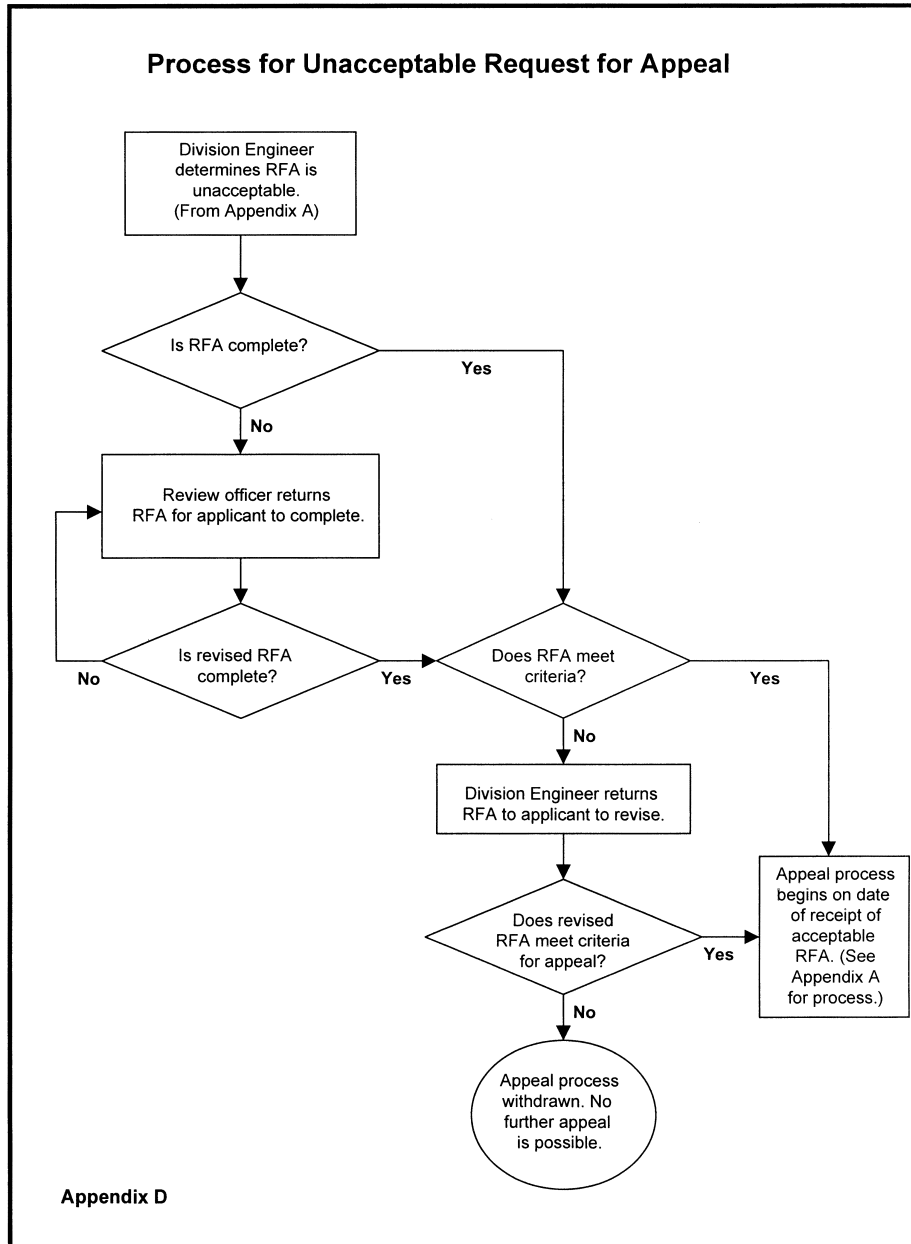 Process for Unacceptable Request for Appeal
Division Engineer
determines RFA is
unacceptable.
(From Appendix A)
Is RFA complete?
Yes
No
Review officer returns
RFA for applicant to complete.
Is revised RFA
complete?
No
Yes
Does RFA meet
criteria?
Yes
No
Division Engineer returns
RFA to applicant to revise.
Does revised
RFA meet criteria
for appeal?
Yes
Appeal process
begins on date
of receipt of
acceptable
RFA. (See
Appendix A
for process.)
No
Appeal process
withdrawn. No
further appeal
is possible.
Appendix D